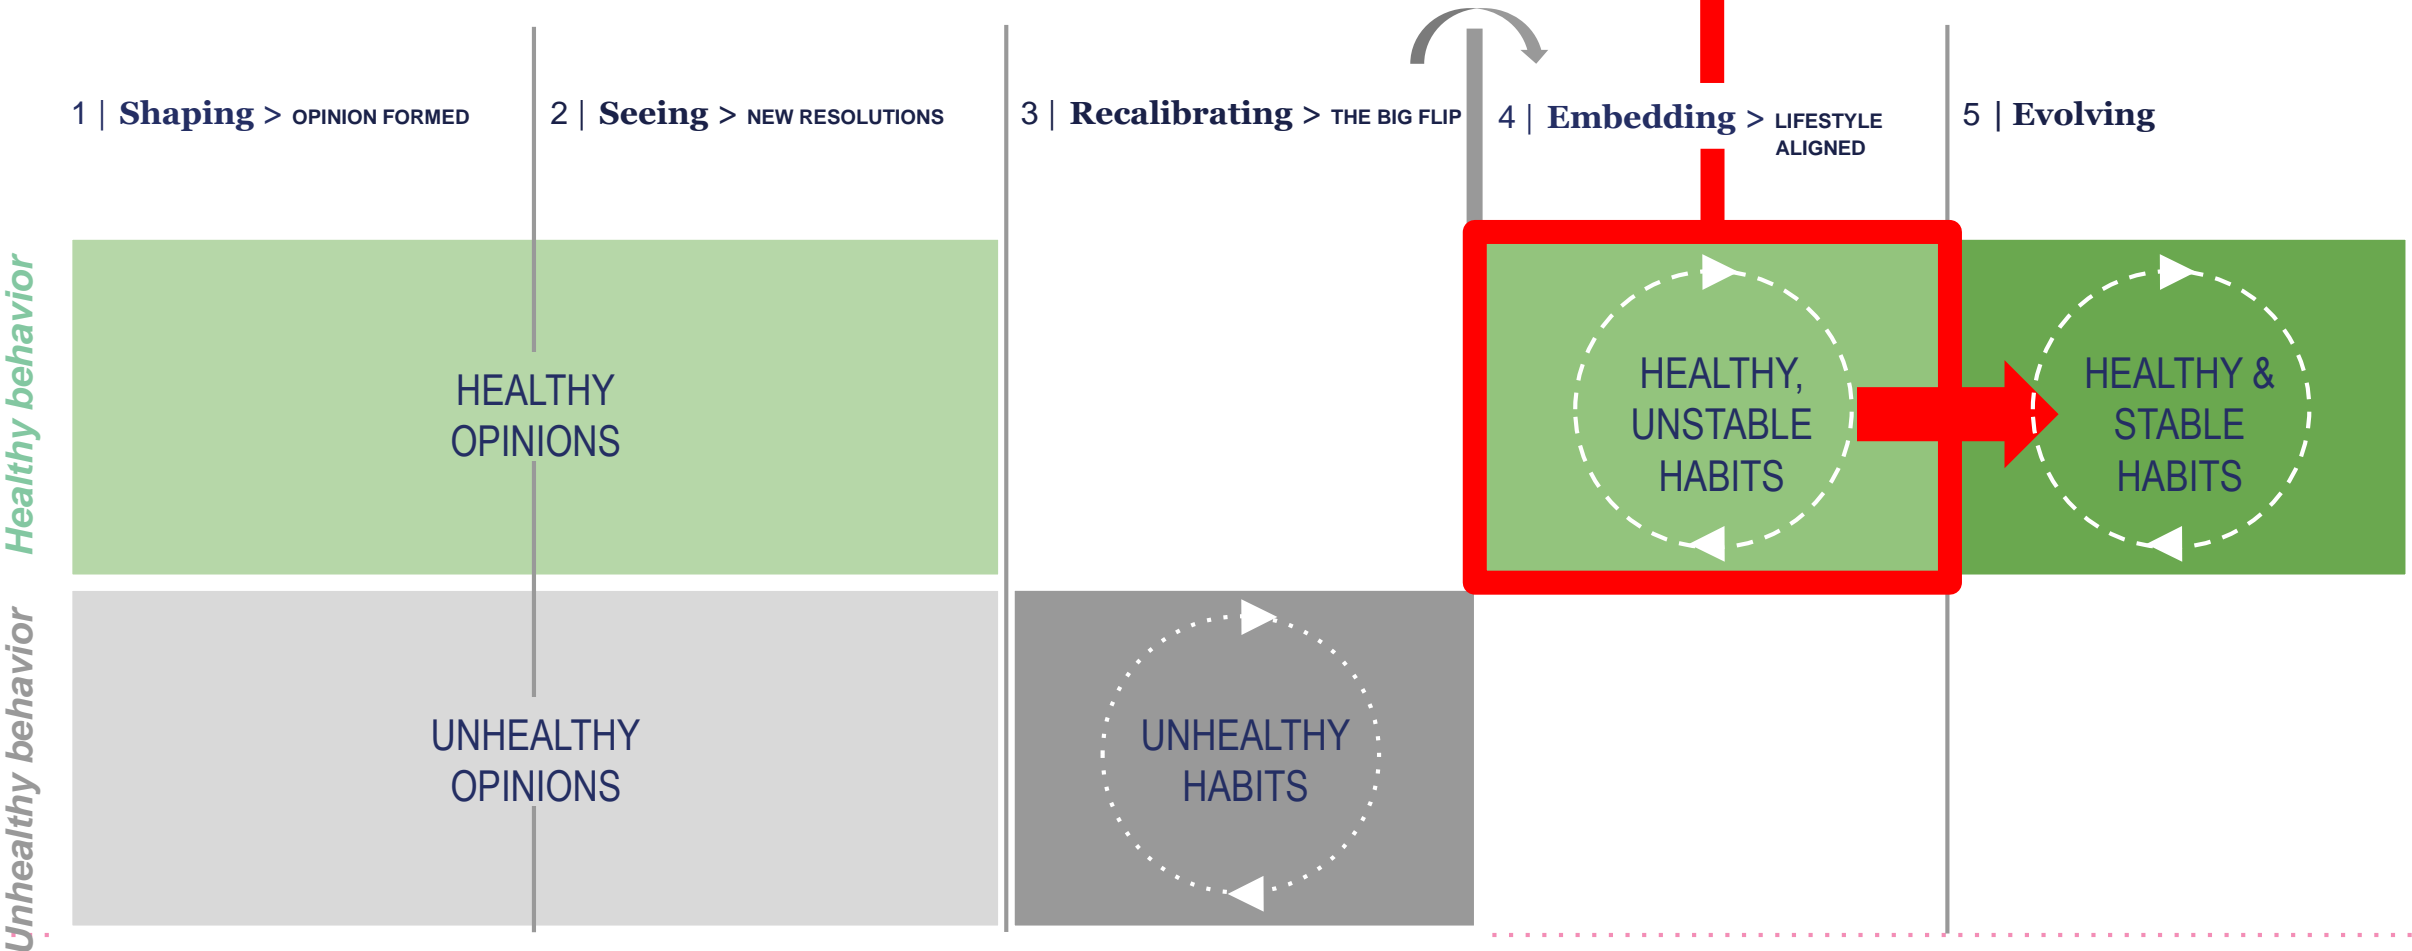 1 | Shaping > OPINION FORMED
2 | Seeing > NEW RESOLUTIONS
3 | Recalibrating > THE BIG FLIP
4 | Embedding > LIFESTYLE
ALIGNED
5 | Evolving
Healthy behavior
HEALTHY
OPINIONS
HEALTHY,
UNSTABLE
HABITS
HEALTHY &
STABLE
HABITS
Unhealthy behavior
UNHEALTHY
OPINIONS
UNHEALTHY
HABITS